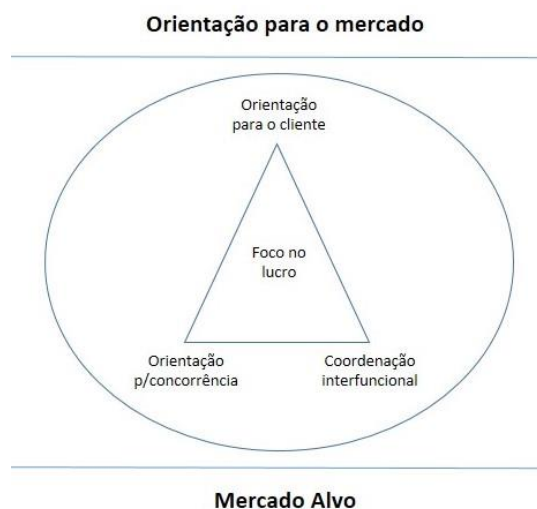 Orientação para o mercado
Orientação
para o cliente
Foco no
lucro
Orientação
p/concorrência
Coordenação
interfuncional
Mercado Alvo